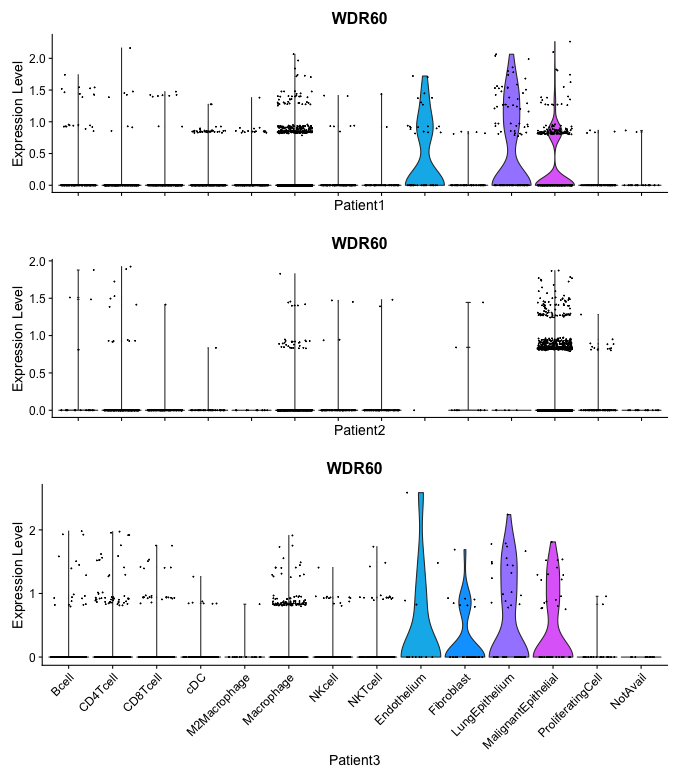 WDR60
Expression Level
2.0
1.5
1.0
0.5
0.0
Patient1
WDR60
Expression Level
2.0
1.5
1.0
0.5
0.0
Patient2
WDR60
Expression Level
2
1
0
Bcell
CD4Tcell
CD8Tcell
cDC
M2Macrophage
Macrophage
NKcell
NKTcell
Endothelium
Fibroblast
LungEpithelium
MalignantEpithelial
ProliferatingCell
NotAvail
Patient3